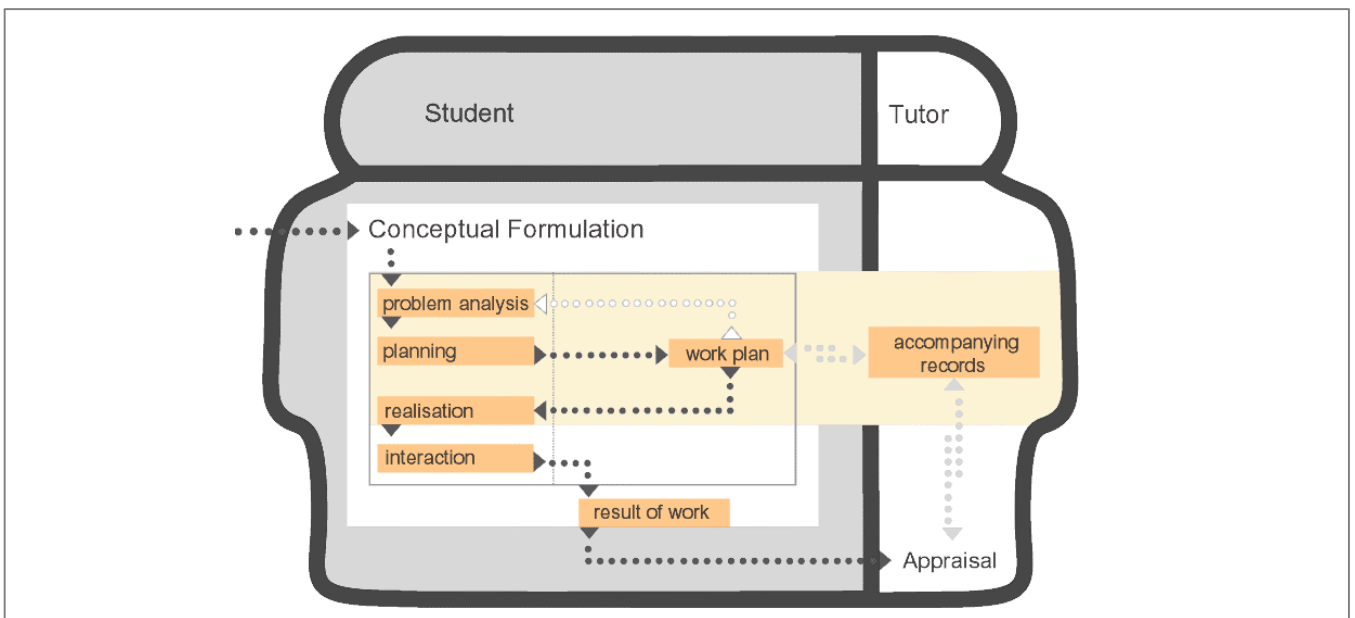 Student
Tutor
Conceptual Formulation
problem analysis
planning
work plan
accompanying
records
realisation
interaction
result of work
Appraisal